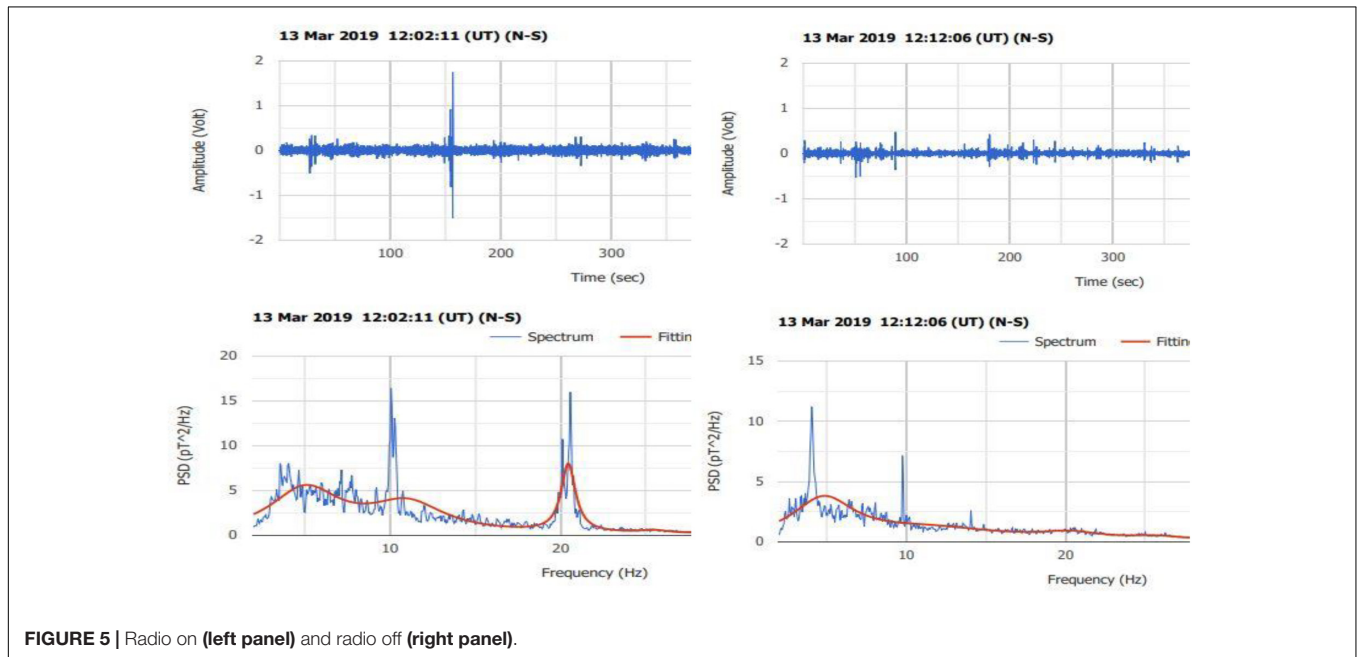 13 Mar 2019 12:02:11 (UT) (N-S)
2
1
0
-1
-2
Amplitude (Volt)
100 200 300
Time (sec)
13 Mar 2019 12:12:06 (UT) (N-S)
2
1
0
-1
-2
Amplitude (Volt)
100 200 300
Time (sec)
13 Mar 2019 12:02:11 (UT) (N-S)
Spectrum Fittin
20
15
10
5
0
PSD (pT^2/Hz)
10 20
Frequency (Hz)
13 Mar 2019 12:12:06 (UT) (N-S)
Spectrum Fittin
15
10
5
0
PSD (pT^2/Hz)
10 20
Frequency (Hz)
FIGURE 5 | Radio on (left panel) and radio off (right panel).